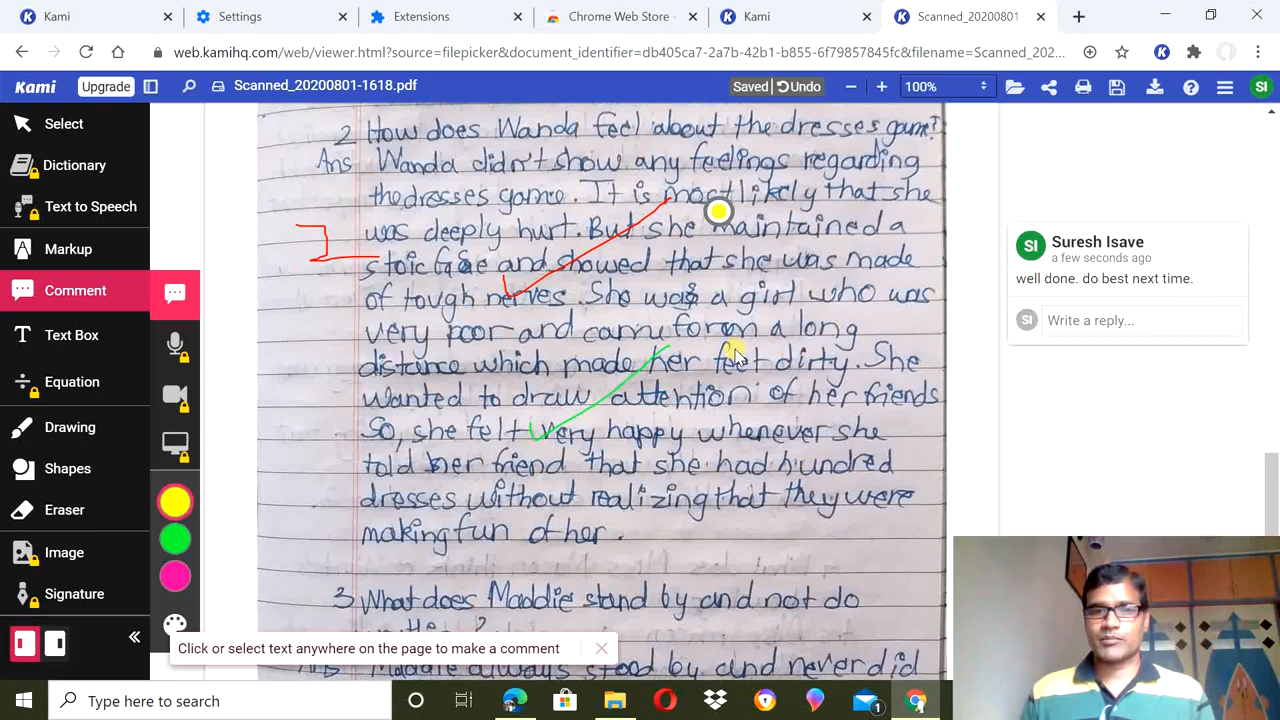 Kami
Settings
Extensions
Chrome Web Store -
Kami
Scanned_20200801
web.kamihq.com/web/viewer.html?source=filepicker&document_identifier=db405ca7-2a7b-42b1-b855-6f79857845fc&filename=Scanned_202...
Kami Upgrade Scanned_20200801-1618.pdf Saved Undo 100% SI
Select
Dictionary
Text to Speech
Markup
Comment
Text Box
Equation
Drawing
Shapes
Eraser
Image
Signature
2 How does Wanda feel about the dresses game?
Ans Wanda didn't show any feelings regarding
the dresses game. It is most likely that she
was deeply hurt. But she maintained a
stoic and showed that she was made
of tough nerves. She was a girl who was
very poor and a long
distance which made her feet dirty. She
wanted to draw attention of her friends
So, she felt very happy whenever she
told her friend that she had hundred
dresses without realizing that they were
making fun of her.
3 What does Maddie stand by and not do
Ans Maddie always stood by and never did
Click or select text anywhere on the page to make a comment
SI Suresh Isave
a few seconds ago
well done. do best next time.
SI Write a reply...
Type here to search
1